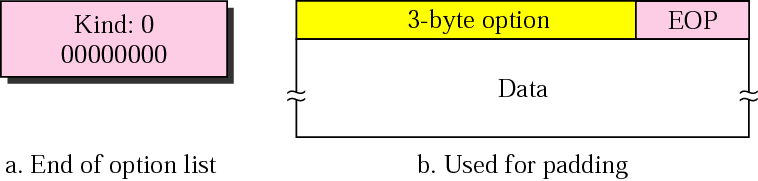 Kind: 0
00000000
a. End of option list
3-byte option
EOP
Data
b. Used for padding